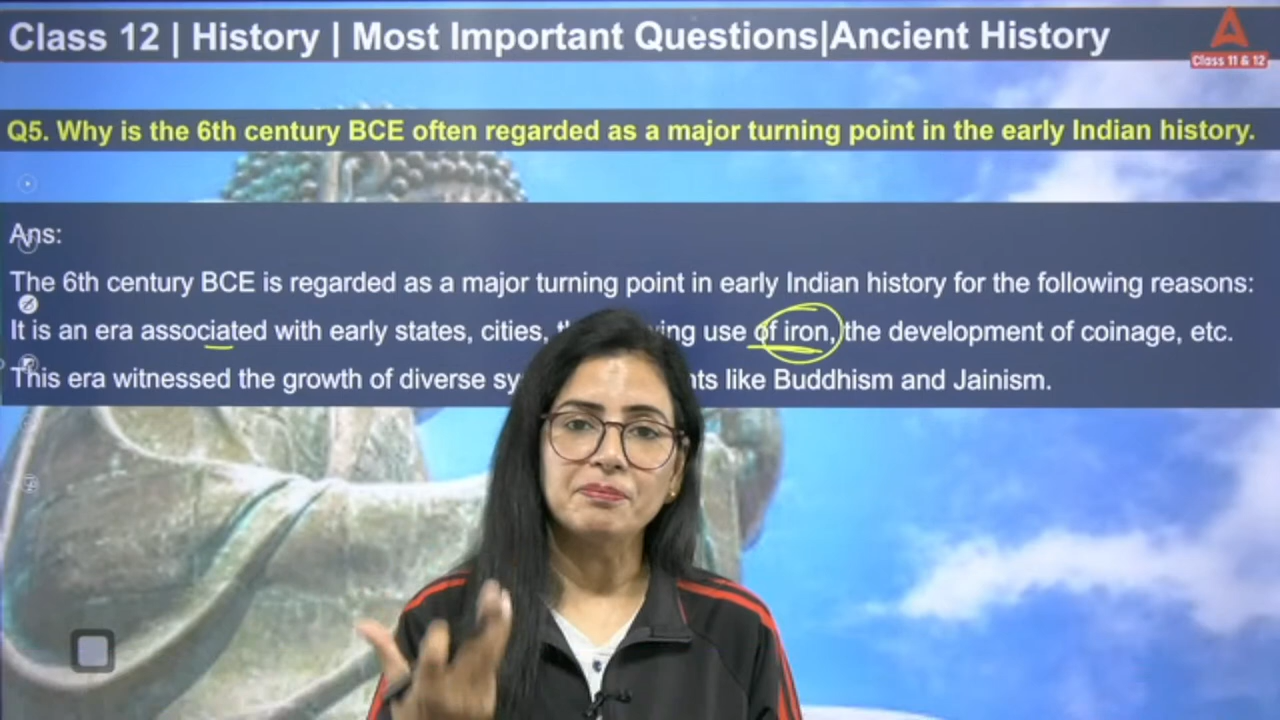 Class 12 | History | Most Important Questions|Ancient History
Class 11 & 12
Q5. Why is the 6th century BCE often regarded as a major turning point in the early Indian history.
Ans:
The 6th century BCE is regarded as a major turning point in early Indian history for the following reasons:
It is an era associated with early states, cities, use of iron, the development of coinage, etc.
This era witnessed the growth of diverse like Buddhism and Jainism.